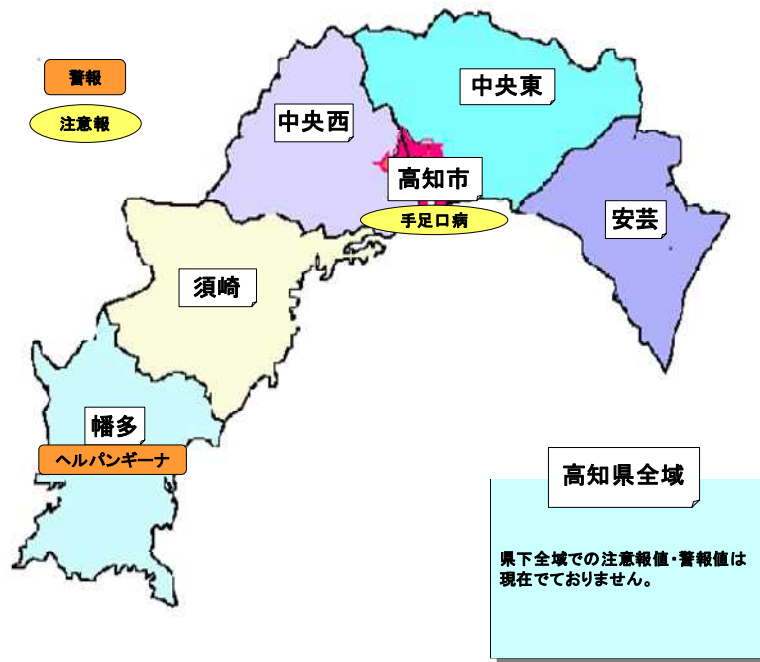 警報
注意報
中央東
中央西
高知市
手足口病
安芸
須崎
幡多
ヘルパンギーナ
高知県全域
県下全域での注意報値・警報値は
現在でておりません。